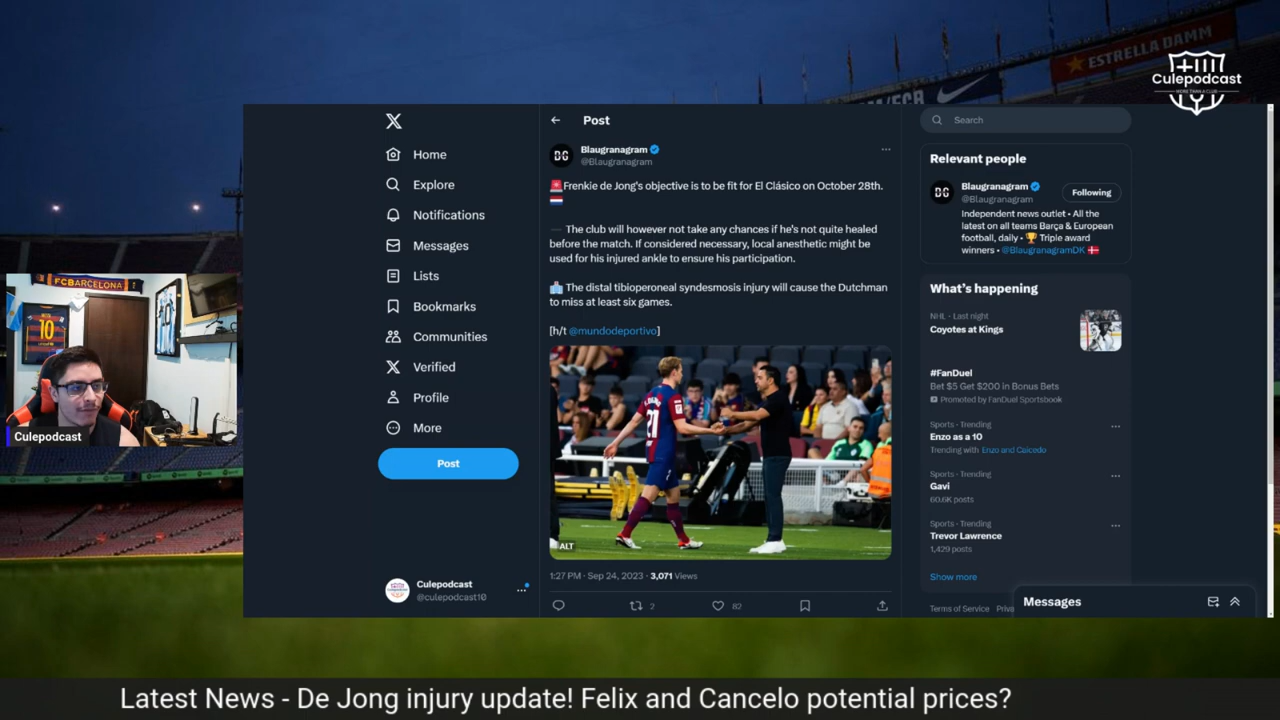 ESTRELLA DAMM
Culepodcast
FCBARCELONA
10
Culepodcast
Home
Explore
Notifications
Messages
Lists
Bookmarks
Communities
Verified
Profile
More
Post
Culepodcast
@culepodcast10
Post
DG
Blaugranagram
@Blaugranagram
🚨Frenkie de Jong's objective is to be fit for El Clásico on October 28th.
🇳🇱
— The club will however not take any chances if he's not quite healed
before the match. If considered necessary, local anesthetic might be
used for his injured ankle to ensure his participation.
🏥 The distal tibioperoneal syndesmosis injury will cause the Dutchman
to miss at least six games.
[h/t @mundodeportivo]
21
ALT
1:27 PM · Sep 24, 2023 · 3,071 Views
2
82
Search
Relevant people
DG
Blaugranagram
@Blaugranagram
Following
Independent news outlet • All the
latest on all teams Barça & European
football, daily • 🏆 Triple award
winners • @BlaugranagramDK 🇩🇰
What's happening
NHL · Last night
Coyotes at Kings
#FanDuel
Bet $5 Get $200 in Bonus Bets
Promoted by FanDuel Sportsbook
Sports · Trending
Enzo as a 10
Trending with Enzo and Caicedo
Sports · Trending
Gavi
60.6K posts
Sports · Trending
Trevor Lawrence
1,429 posts
Show more
Terms of Service
Messages
Latest News - De Jong injury update! Felix and Cancelo potential prices?